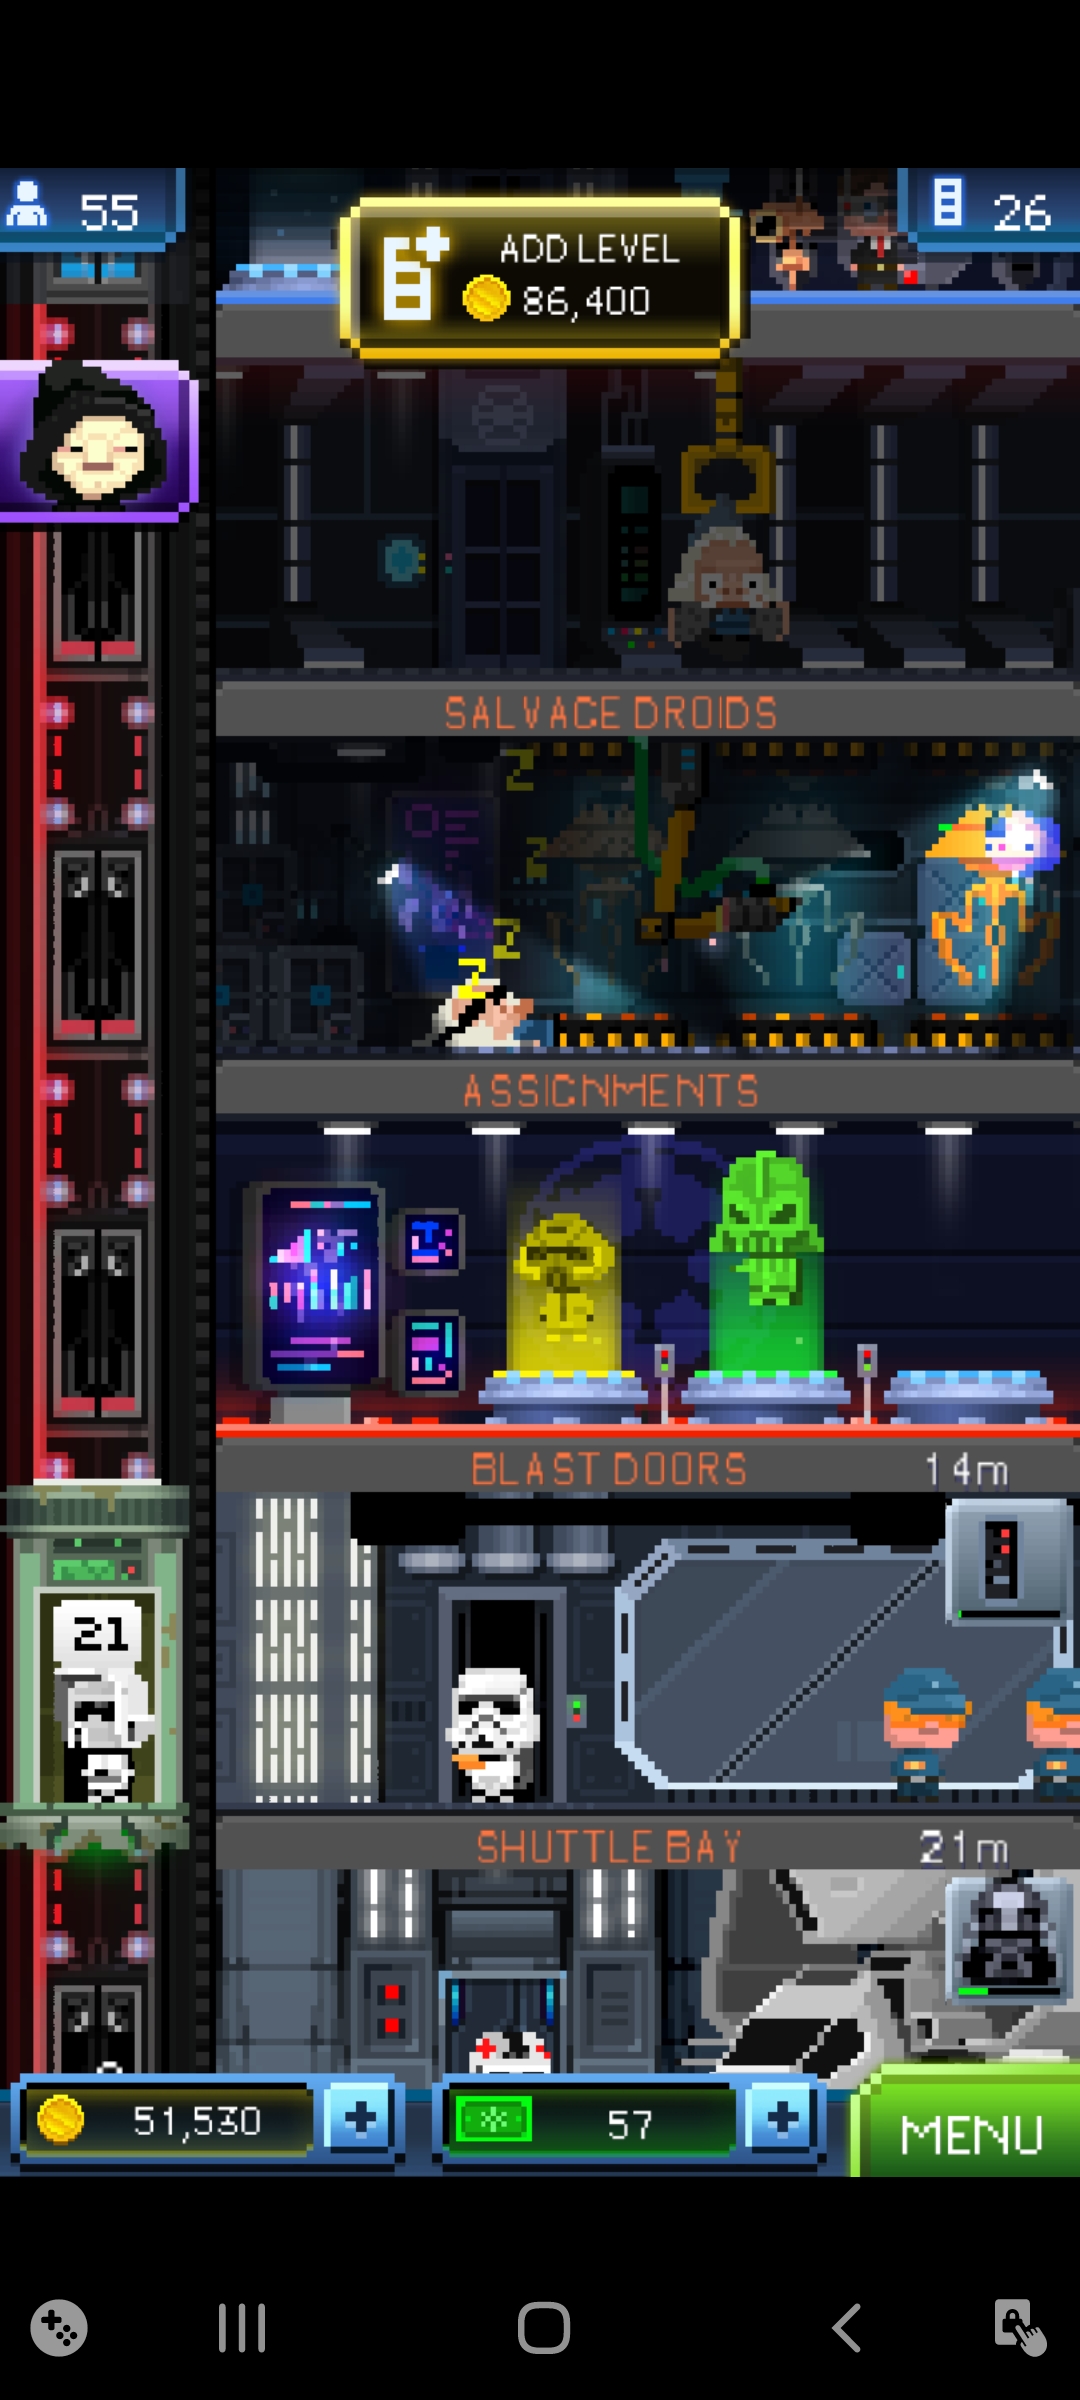 55
ADD LEVEL
86,400
26
SALVAGE DROIDS
Z
Z
Z
Z
ASSIGNMENTS
BLAST DOORS 14m
21
SHUTTLE BAY 21m
51,530
57
MENU